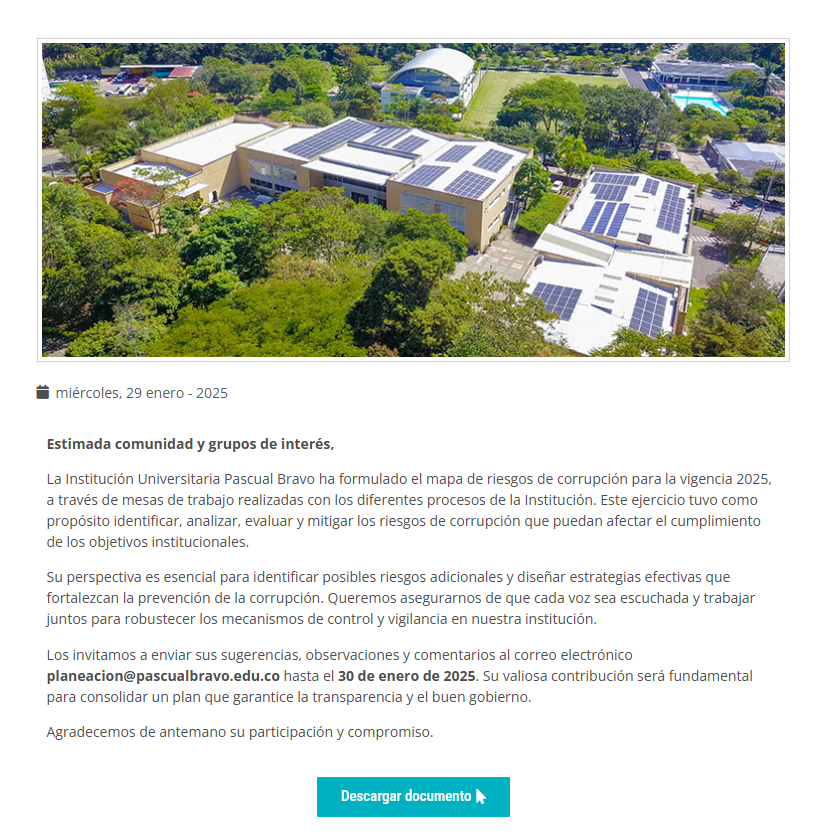 miércoles, 29 enero - 2025
Estimada comunidad y grupos de interés,
La Institución Universitaria Pascual Bravo ha formulado el mapa de riesgos de corrupción para la vigencia 2025,
a través de mesas de trabajo realizadas con los diferentes procesos de la Institución. Este ejercicio tuvo como
propósito identificar, analizar, evaluar y mitigar los riesgos de corrupción que puedan afectar el cumplimiento
de los objetivos institucionales.
Su perspectiva es esencial para identificar posibles riesgos adicionales y diseñar estrategias efectivas que
fortalezcan la prevención de la corrupción. Queremos asegurarnos de que cada voz sea escuchada y trabajar
juntos para robustecer los mecanismos de control y vigilancia en nuestra institución.
Los invitamos a enviar sus sugerencias, observaciones y comentarios al correo electrónico
planeacion@pascualbravo.edu.co hasta el 30 de enero de 2025. Su valiosa contribución será fundamental
para consolidar un plan que garantice la transparencia y el buen gobierno.
Agradecemos de antemano su participación y compromiso.
Descargar documento